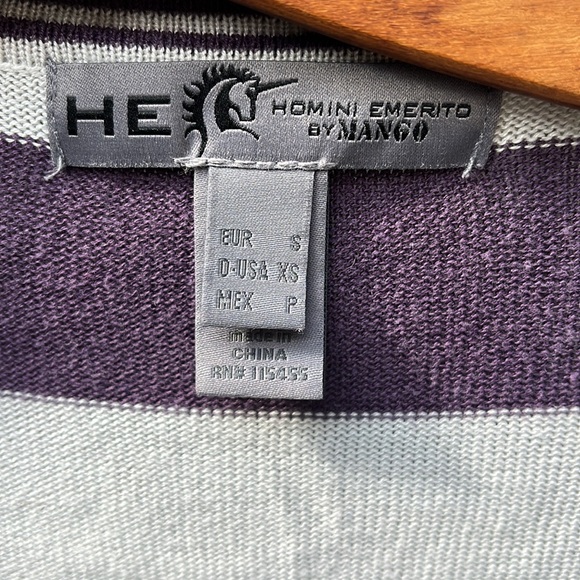 HE
HOMINI EMERITO
BY MANGO
EUR S
D-USA XS
MEX P
made in
CHINA
RN# 115455